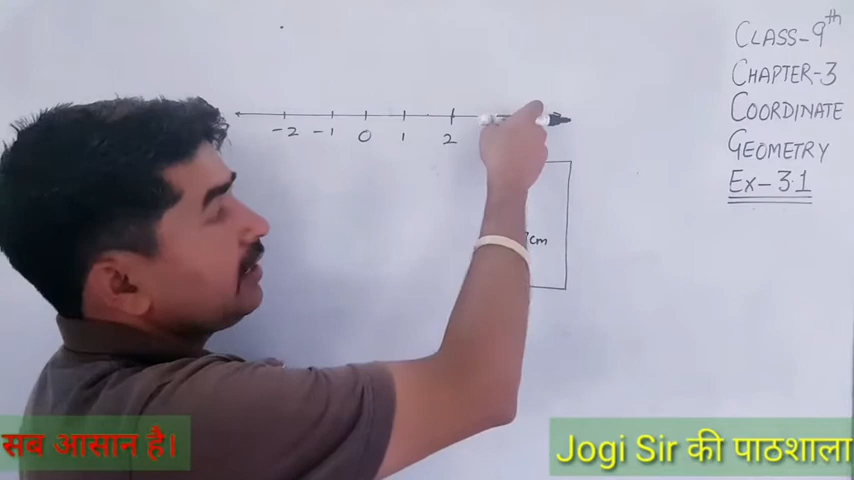 CLASS-9th
CHAPTER-3
COORDINATE
GEOMETRY
Ex-3.1
-2 -1 0 1 2
cm
सब आसान है।
Jogi Sir की पाठशाला